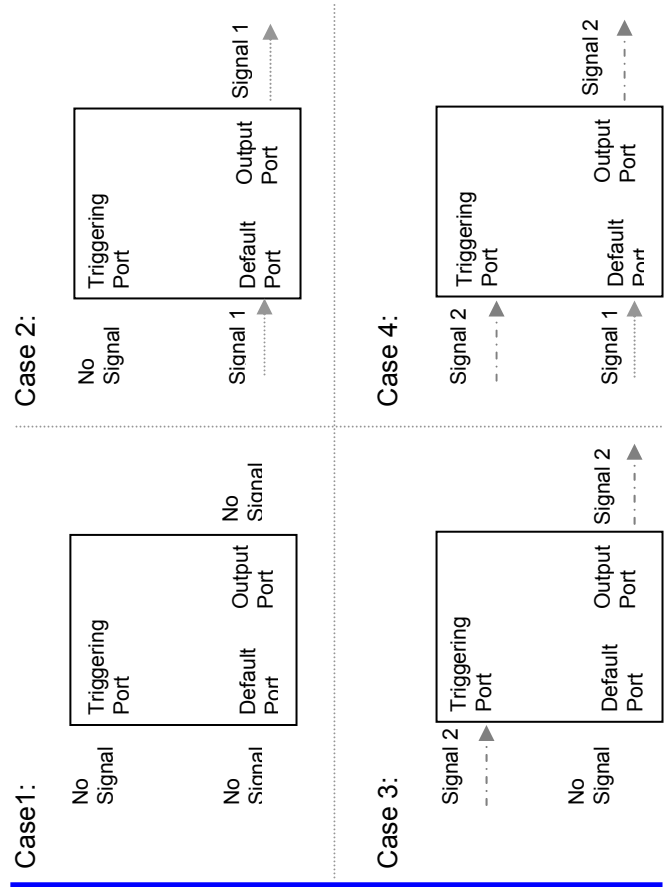 Case1:
No
Signal
Triggering
Port
No
Signal
Default
Port
Output
Port
No
Signal
Case 2:
No
Signal
Triggering
Port
Signal 1
Default
Port
Output
Port
Signal 1
Case 3:
Signal 2
Triggering
Port
No
Signal
Default
Port
Output
Port
Signal 2
Case 4:
Signal 2
Triggering
Port
Signal 1
Default
Port
Output
Port
Signal 2